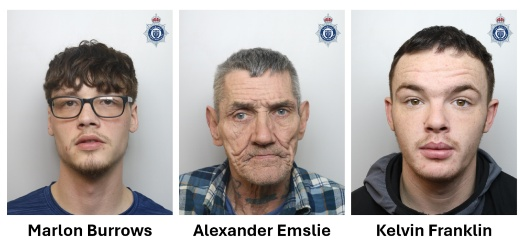 Marlon Burrows
Alexander Emslie
Kelvin Franklin